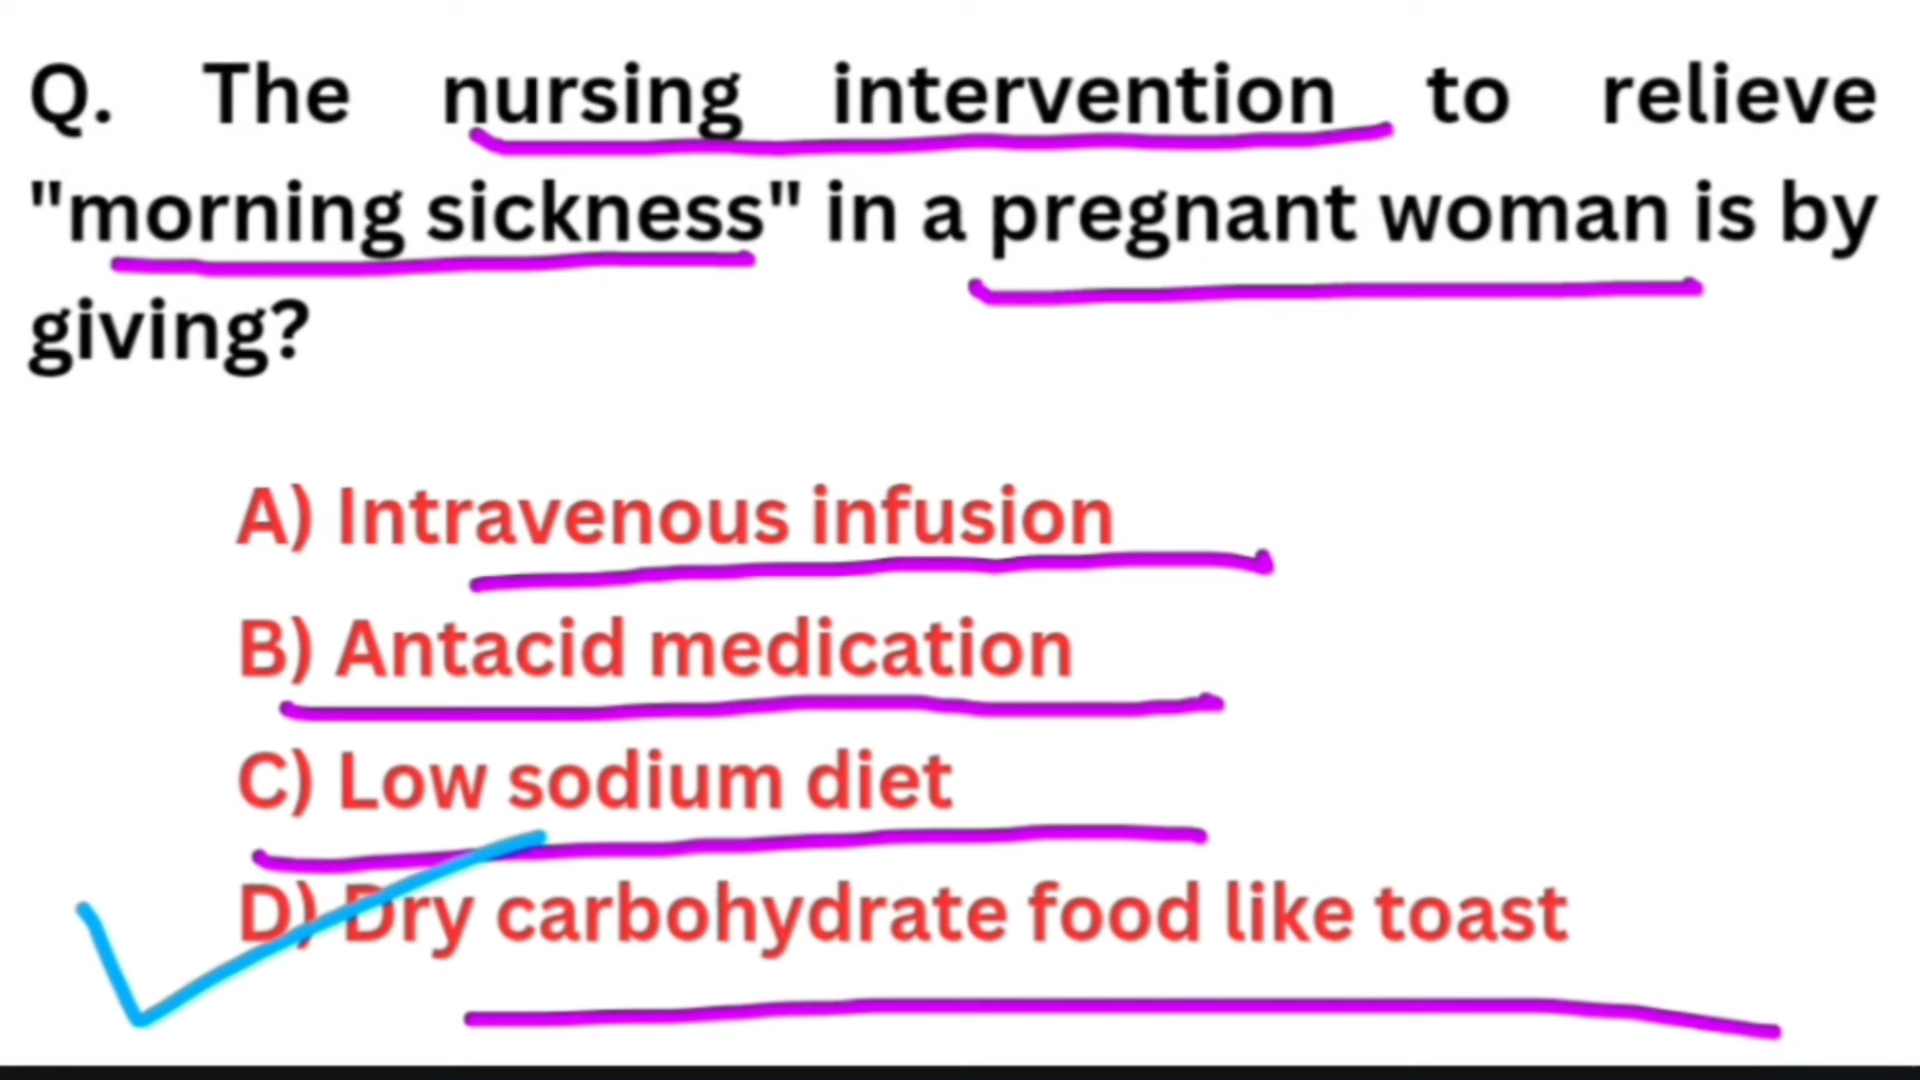 Q. The nursing intervention to relieve
"morning sickness" in a pregnant woman is by
giving?
A) Intravenous infusion
B) Antacid medication
C) Low sodium diet
D) Dry carbohydrate food like toast